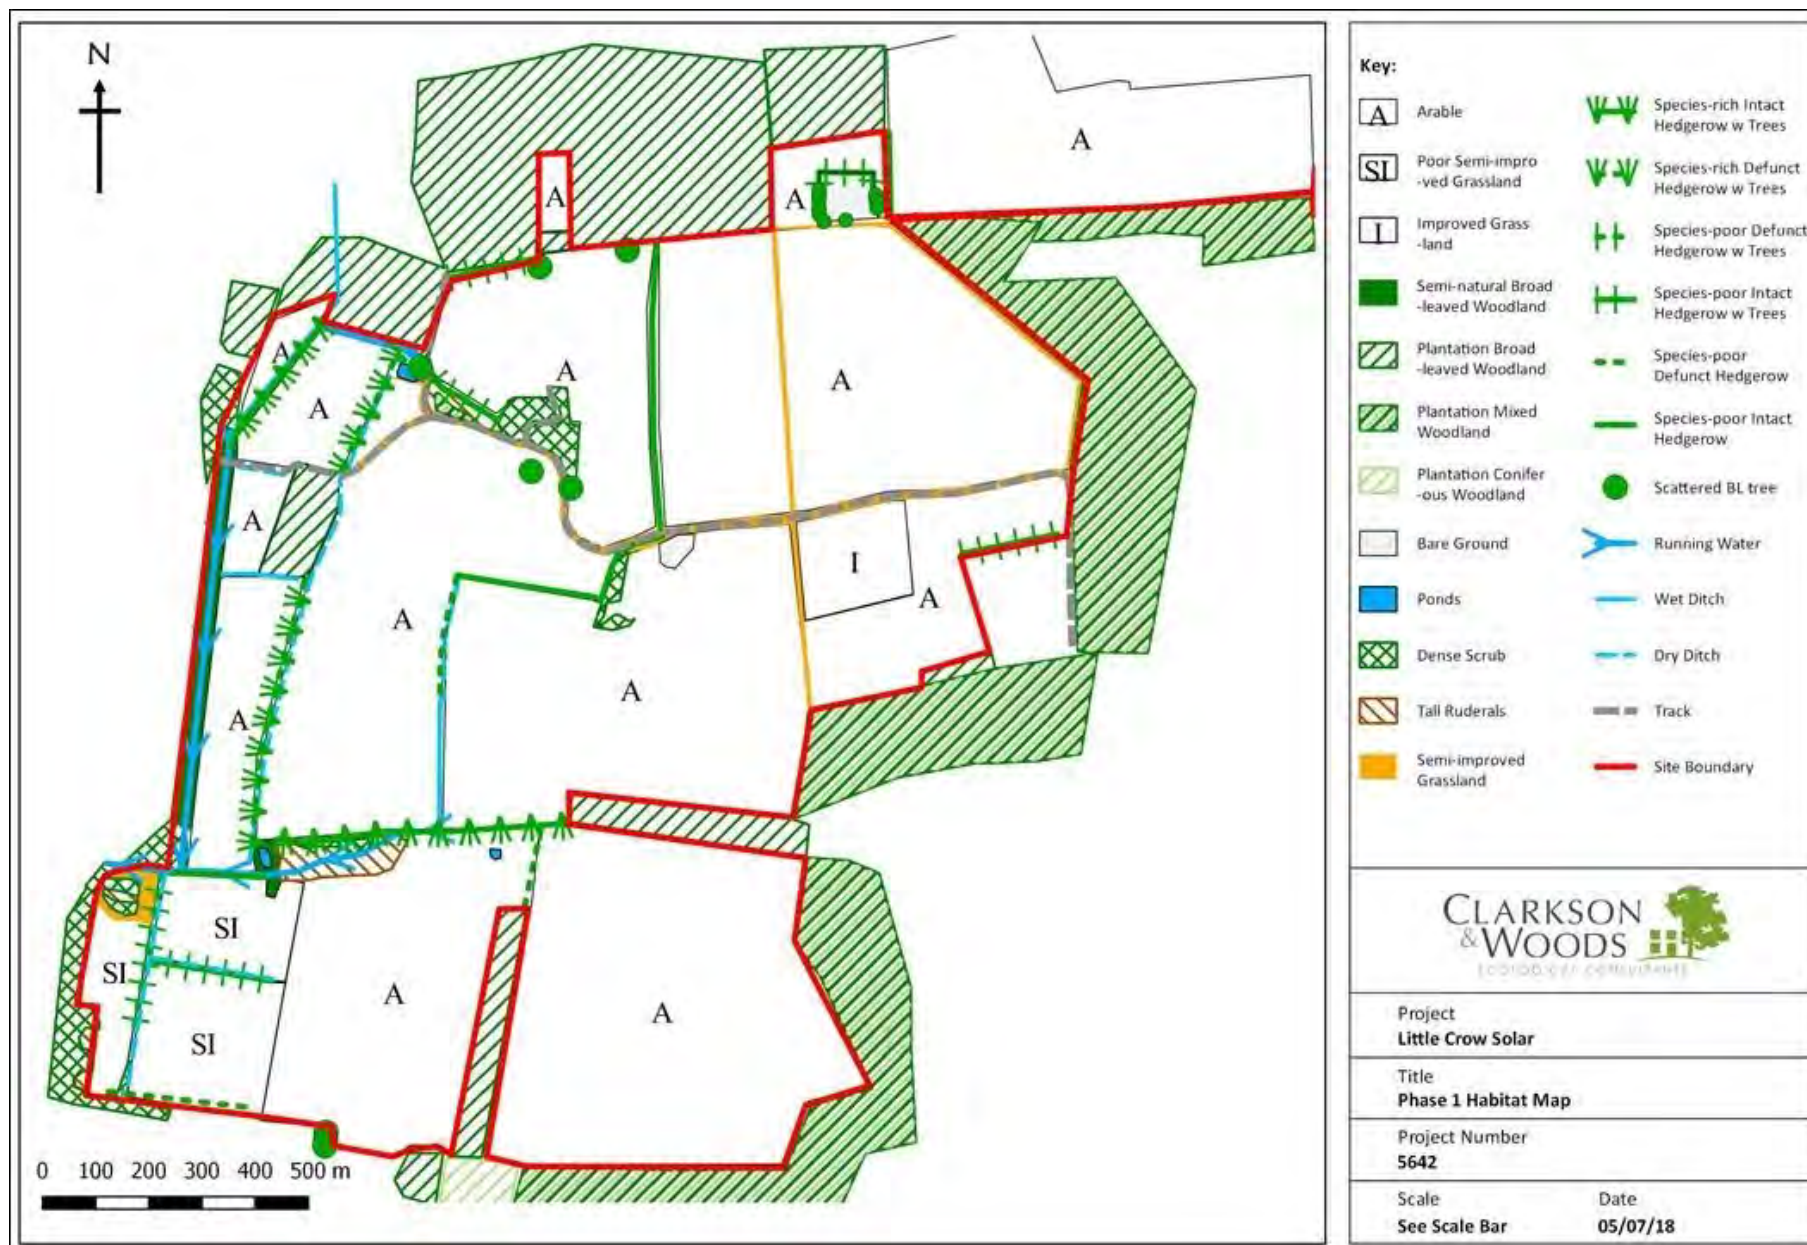 N
A
A
A
A
A
A
A
A
A
I
A
A
A
A
SI
SI
A
A
SI
0 100 200 300 400 500 m
Key:
A
Arable
SI
Poor Semi-impro
-ved Grassland
I
Improved Grass
-land
Semi-natural Broad
-leaved Woodland
Plantation Broad
-leaved Woodland
Plantation Mixed
Woodland
Plantation Conifer
-ous Woodland
Bare Ground
Ponds
Dense Scrub
Tall Ruderals
Semi-improved
Grassland
Species-rich Intact
Hedgerow w Trees
Species-rich Defunct
Hedgerow w Trees
Species-poor Defunct
Hedgerow w Trees
Species-poor Intact
Hedgerow w Trees
Species-poor
Defunct Hedgerow
Species-poor Intact
Hedgerow
Scattered BL tree
Running Water
Wet Ditch
Dry Ditch
Track
Site Boundary
CLARKSON
&WOODS
ECOLOGICAL CONSULTANTS
Project
Little Crow Solar
Title
Phase 1 Habitat Map
Project Number
5642
Scale
See Scale Bar
Date
05/07/18